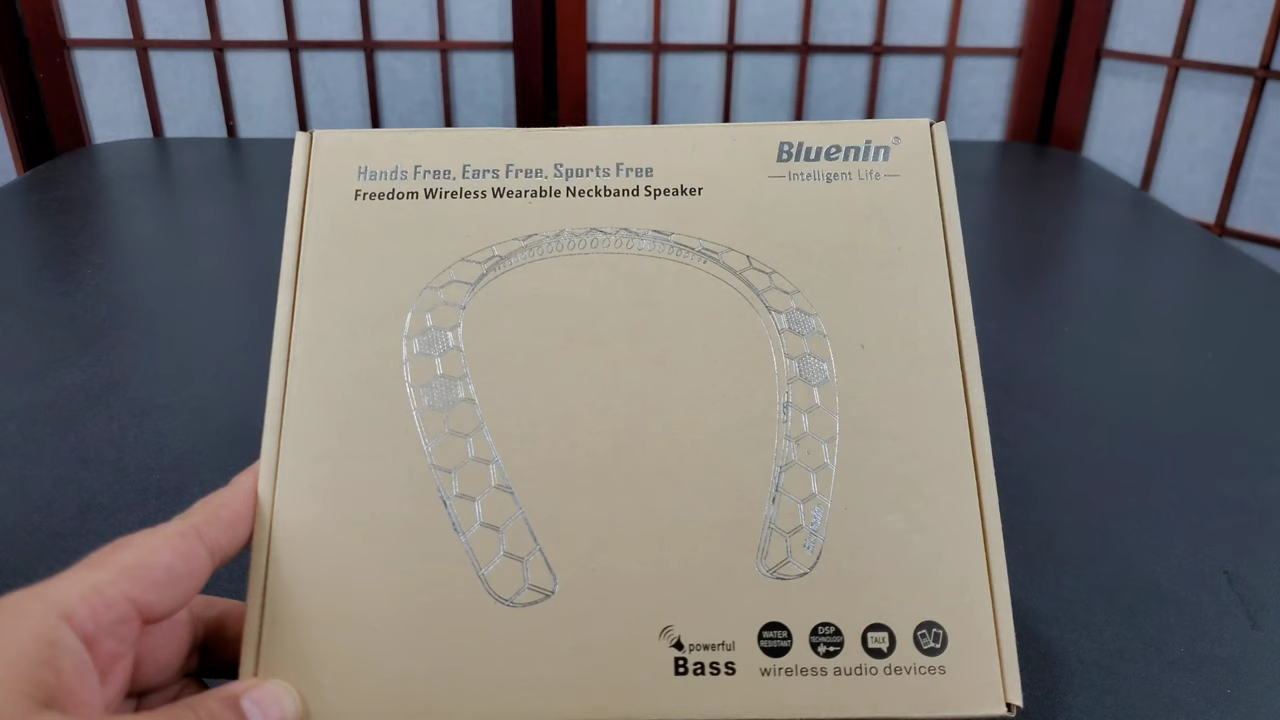 Hands Free, Ears Free, Sports Free
Freedom Wireless Wearable Neckband Speaker
Bluenin®
Intelligent Life
powerful
Bass
WATER
RESISTANT
DSP
TECHNOLOGY
TALK
wireless audio devices